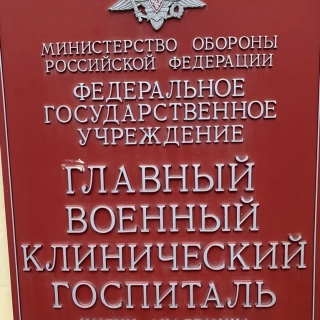 МИНИСТЕРСТВО ОБОРОНЫ
РОССИЙСКОЙ ФЕДЕРАЦИИ
ФЕДЕРАЛЬНОЕ
ГОСУДАРСТВЕННОЕ
УЧРЕЖДЕНИЕ
ГЛАВНЫЙ
ВОЕННЫЙ
КЛИНИЧЕСКИЙ
ГОСПИТАЛЬ